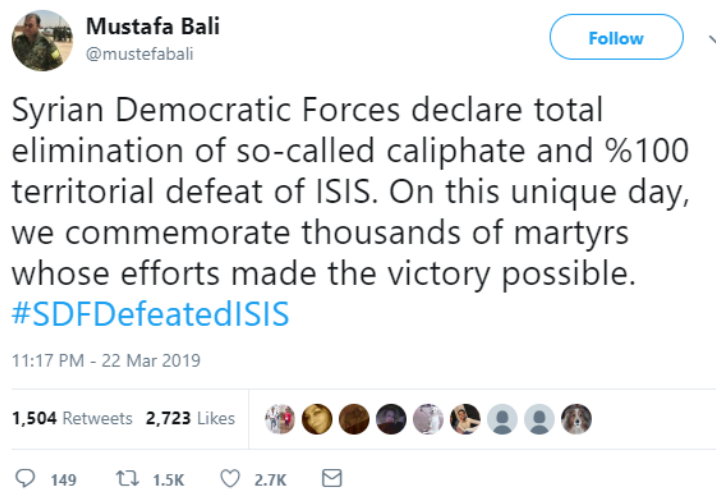 Mustafa Bali
@mustefabali
Follow
Syrian Democratic Forces declare total
elimination of so-called caliphate and %100
territorial defeat of ISIS. On this unique day,
we commemorate thousands of martyrs
whose efforts made the victory possible.
#SDFDefeatedISIS
11:17 PM - 22 Mar 2019
1,504 Retweets 2,723 Likes
149 1.5K 2.7K